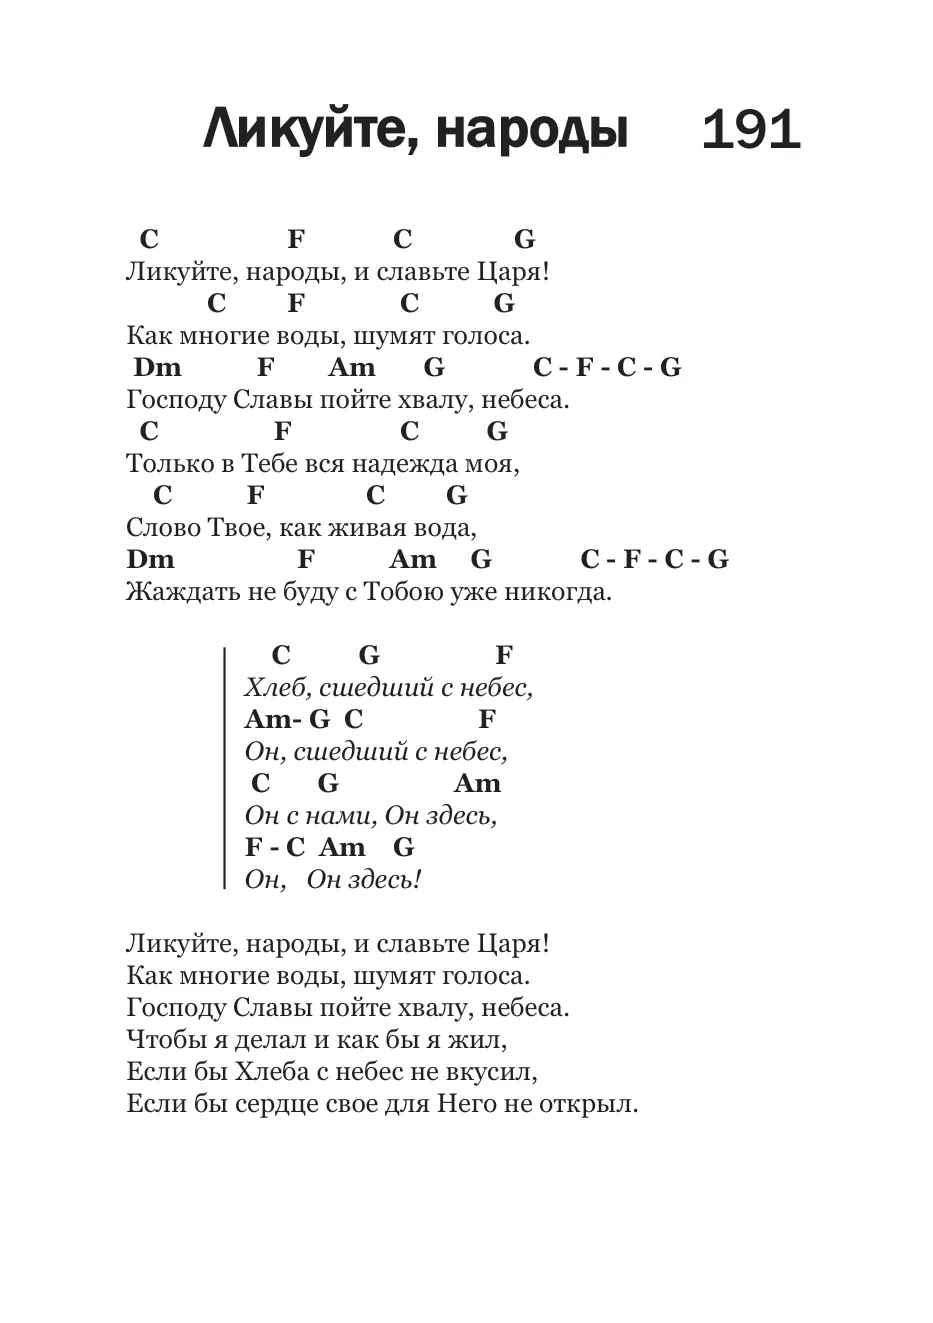 Ликуйте, народы 191
C F C G
Ликуйте, народы, и славьте Царя!
C F C G
Как многие воды, шумят голоса.
Dm F Am G C - F - C - G
Господу Славы пойте хвалу, небеса.
C F C G
Только в Тебе вся надежда моя,
C F C G
Слово Твое, как живая вода,
Dm F Am G C - F - C - G
Жаждать не буду с Тобою уже никогда.
C G F
Хлеб, сшедший с небес,
Am- G C F
Он, сшедший с небес,
C G Am
Он с нами, Он здесь,
F - C Am G
Он, Он здесь!
Ликуйте, народы, и славьте Царя!
Как многие воды, шумят голоса.
Господу Славы пойте хвалу, небеса.
Чтобы я делал и как бы я жил,
Если бы Хлеба с небес не вкусил,
Если бы сердце свое для Него не открыл.